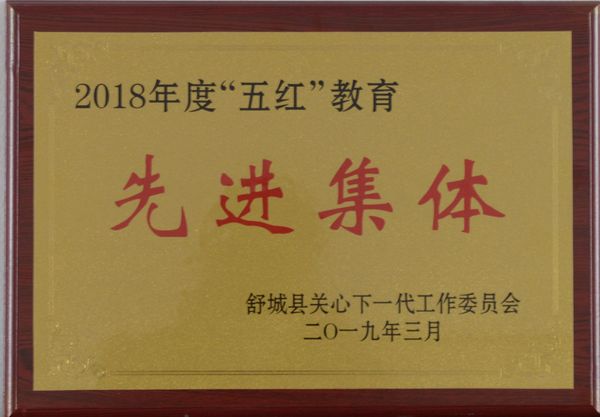 2018年度“五红”教育
先进集体
舒城县关心下一代工作委员会
二〇一九年三月